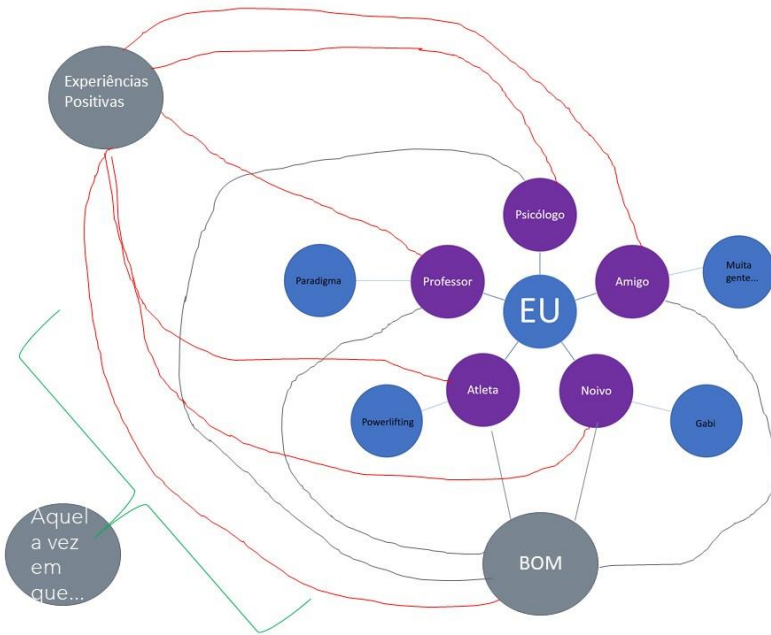 Experiências
Positivas
Psicólogo
Paradigma
Professor
EU
Amigo
Muita
gente...
Powerlifting
Atleta
Noivo
Gabi
Aquel
a vez
em
que...
BOM